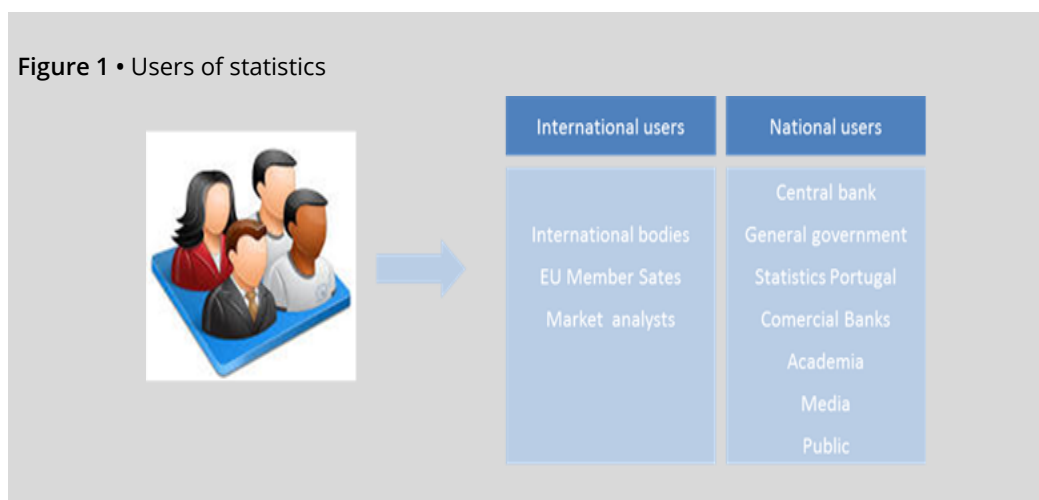 Figure 1 • Users of statistics
International users
National users
International bodies
EU Member Sates
Market analysts
Central bank
General government
Statistics Portugal
Comercial Banks
Academia
Media
Public